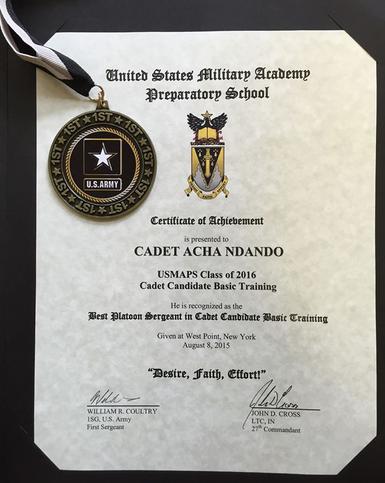 United States Military Academy
Preparatory School
1ST ★ 1ST ★ 1ST ★ 1ST ★ 1ST ★ 1ST ★ 1ST ★ 1ST
U.S.ARMY
Certificate of Achievement
is presented to
CADET ACHA NDANDO
USMAPS Class of 2016
Cadet Candidate Basic Training
He is recognized as the
Best Platoon Sergeant in Cadet Candidate Basic Training
Given at West Point, New York
August 8, 2015
"Desire, Faith, Effort!"
WILLIAM R. COULTRY
1SG, U.S. Army
First Sergeant
JOHN D. CROSS
LTC, IN
27th Commandant